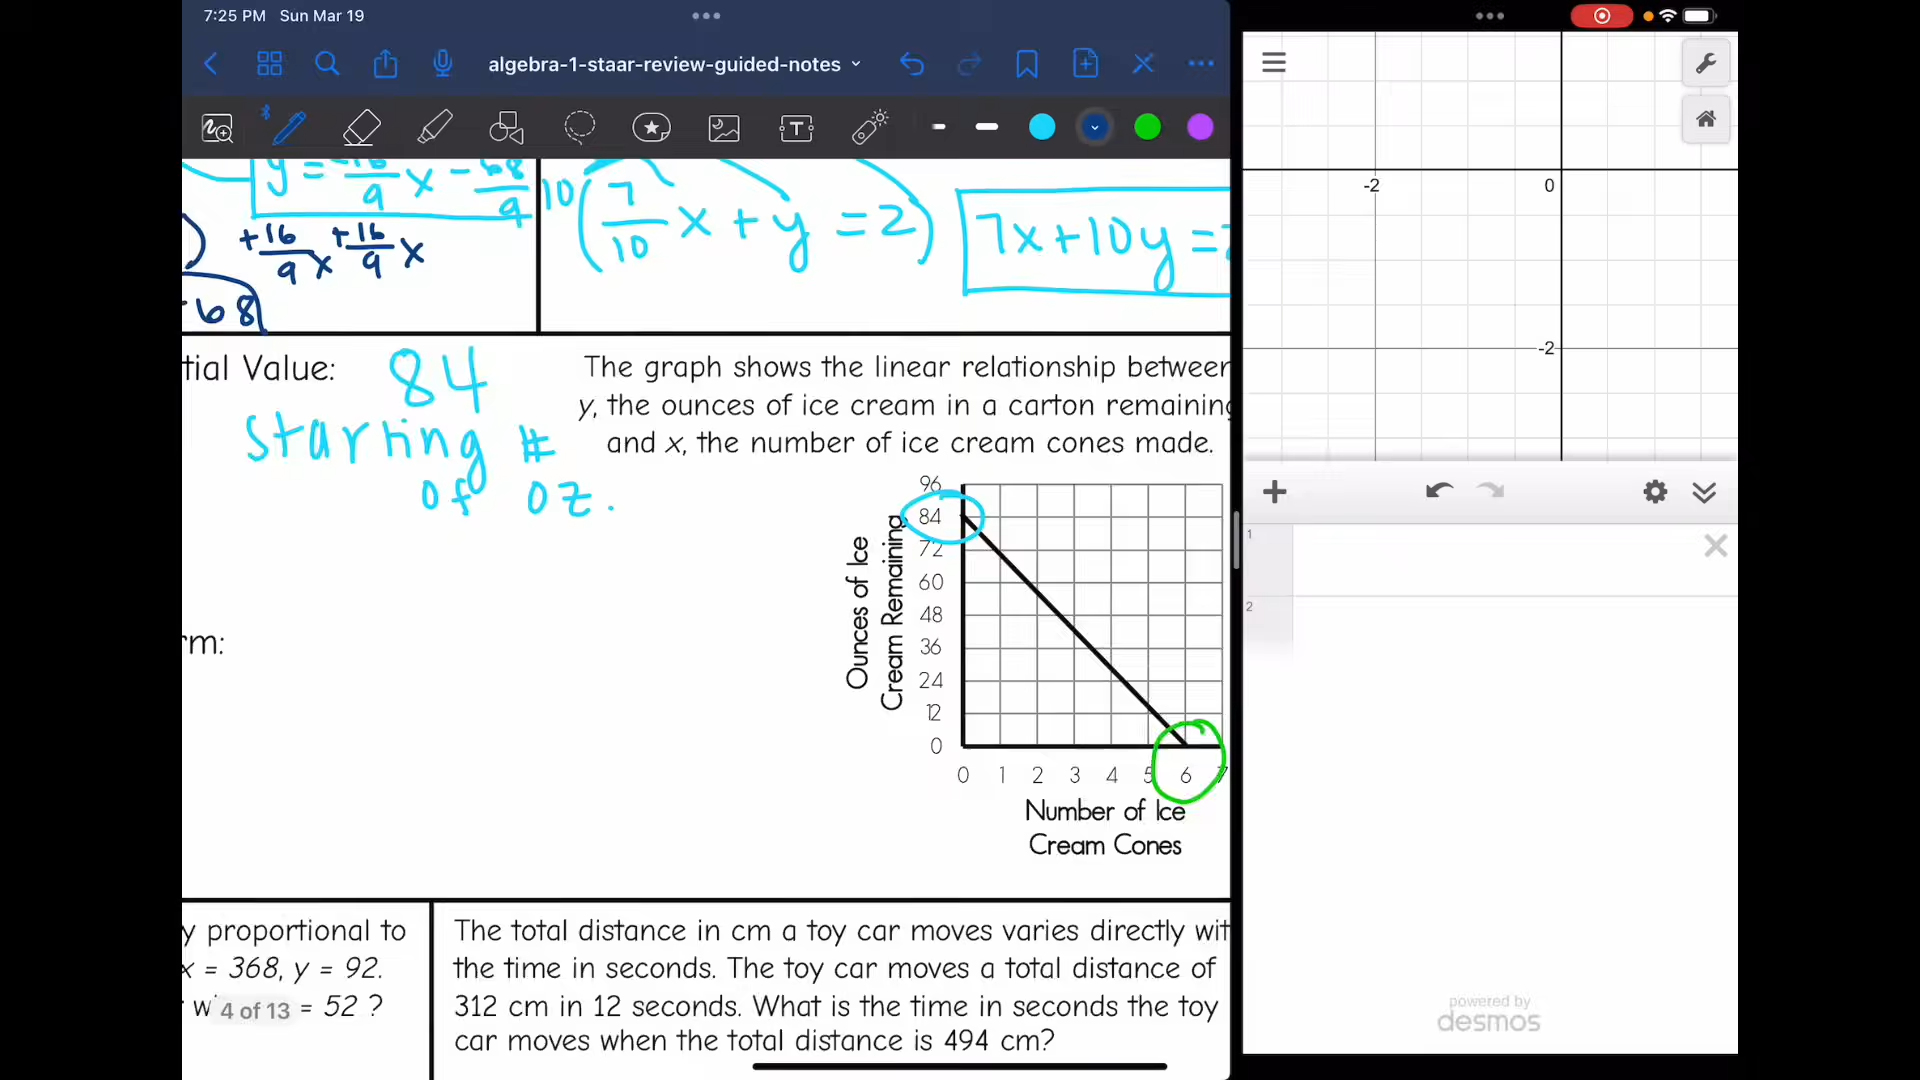 7:25 PM Sun Mar 19
algebra-1-staar-review-guided-notes
T
y = -16/9 x - 68/9
+16/9 x +16/9 x
68
10(7/10 x + y = 2)
7x+10y =
tial Value: 84
starting #
of oz.
The graph shows the linear relationship between
y, the ounces of ice cream in a carton remaining
and x, the number of ice cream cones made.
Ounces of Ice
Cream Remaining
96
84
72
60
48
36
24
12
0
0 1 2 3 4 5 6 7
Number of Ice
Cream Cones
rm:
y proportional to
x = 368, y = 92.
= 52 ?
4 of 13
The total distance in cm a toy car moves varies directly wit
the time in seconds. The toy car moves a total distance of
312 cm in 12 seconds. What is the time in seconds the toy
car moves when the total distance is 494 cm?
-2 0
-2
1
2
powered by
desmos